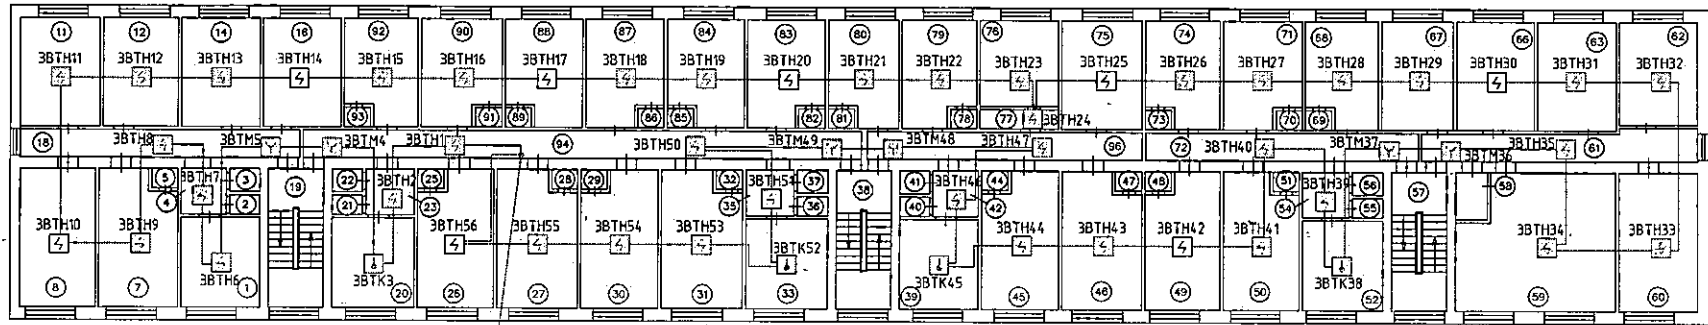 11 12 14 16 92 90 88 87 84 83 80 79 76 75 74 71 68 67 66 63 62
3BTH11 3BTH12 3BTH13 3BTH14 3BTH15 3BTH16 3BTH17 3BTH18 3BTH19 3BTH20 3BTH21 3BTH22 3BTH23 3BTH25 3BTH26 3BTH27 3BTH28 3BTH29 3BTH30 3BTH31 3BTH32
93 91 89 86 85 82 81 78 77 3BTH24 73 70 69
18 3BTH8 3BTM5 3BTM4 3BTH1 94 3BTH50 3BTM49 3BTM48 3BTH47 96 72 3BTH40 3BTM37 3BTM36 3BTH35 61
5 3BTH7 3 19 22 3BTH2 25 28 29 32 3BTH51 37 38 41 3BTH46 44 47 48 51 3BTH39 56 57 58
4 2 21 23 35 36 40 42 54 55
3BTH10 3BTH9 3BTH56 3BTH55 3BTH54 3BTH53 3BTK52 3BTH44 3BTH43 3BTH42 3BTH41 3BTH34 3BTH33
3BTH6 3BTK3 3BTK45 3BTK38
8 7 1 20 26 27 30 31 33 39 45 46 49 50 52 59 60